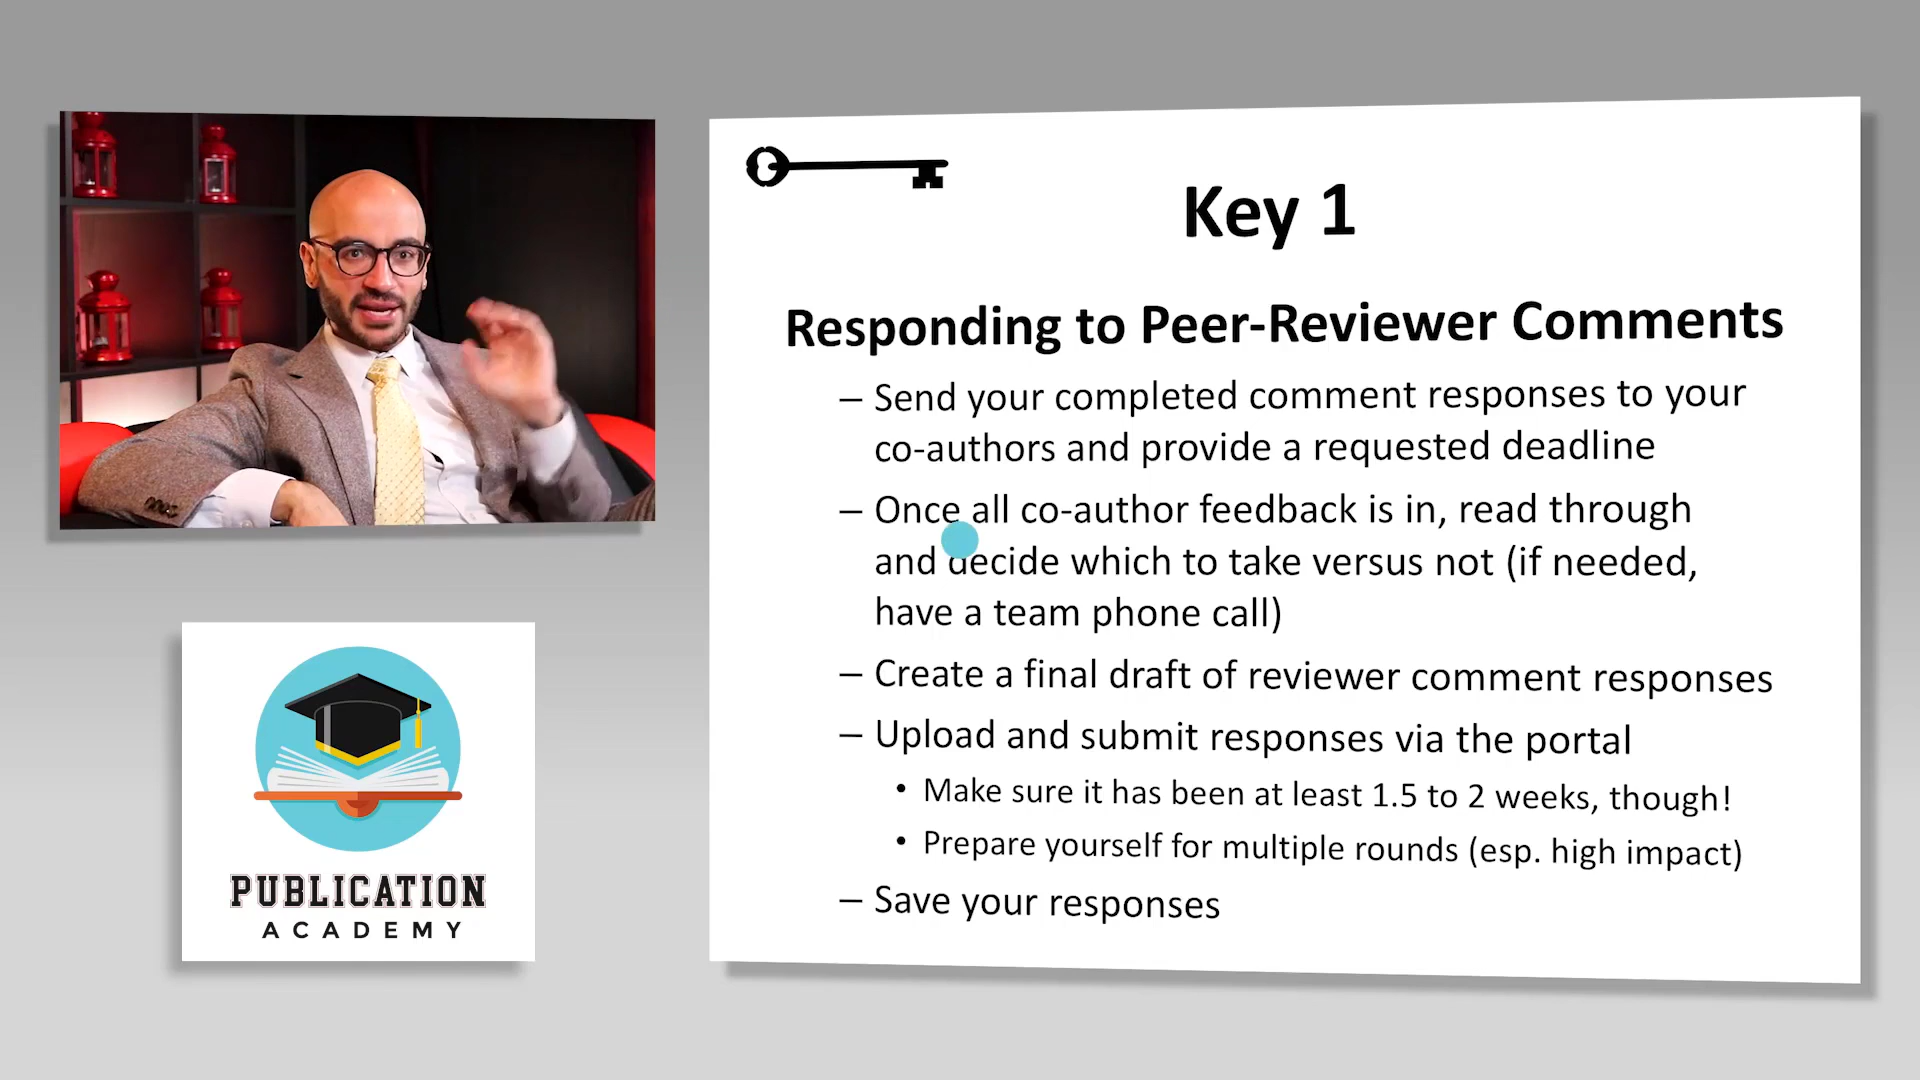 Key 1
Responding to Peer-Reviewer Comments
– Send your completed comment responses to your
co-authors and provide a requested deadline
– Once all co-author feedback is in, read through
and decide which to take versus not (if needed,
have a team phone call)
– Create a final draft of reviewer comment responses
– Upload and submit responses via the portal
• Make sure it has been at least 1.5 to 2 weeks, though!
• Prepare yourself for multiple rounds (esp. high impact)
– Save your responses
PUBLICATION
ACADEMY